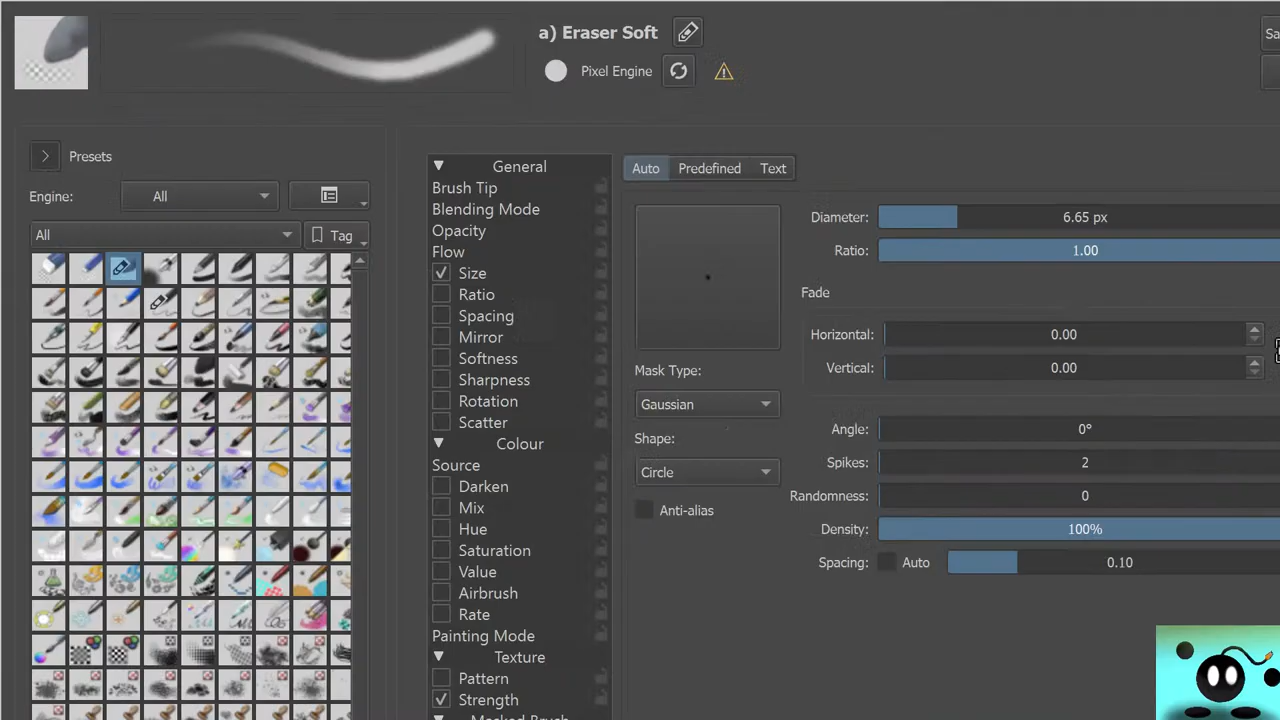 a) Eraser Soft
Sa
Pixel Engine
Presets
Engine:
All
All
Tag
General
Brush Tip
Blending Mode
Opacity
Flow
Size
Ratio
Spacing
Mirror
Softness
Sharpness
Rotation
Scatter
Colour
Source
Darken
Mix
Hue
Saturation
Value
Airbrush
Rate
Painting Mode
Texture
Pattern
Strength
Masked Brush
Auto
Predefined
Text
Diameter:
6.65 px
Ratio:
1.00
Fade
Horizontal:
0.00
Vertical:
0.00
Mask Type:
Gaussian
Shape:
Circle
Anti-alias
Angle:
0°
Spikes:
2
Randomness:
0
Density:
100%
Spacing:
Auto
0.10